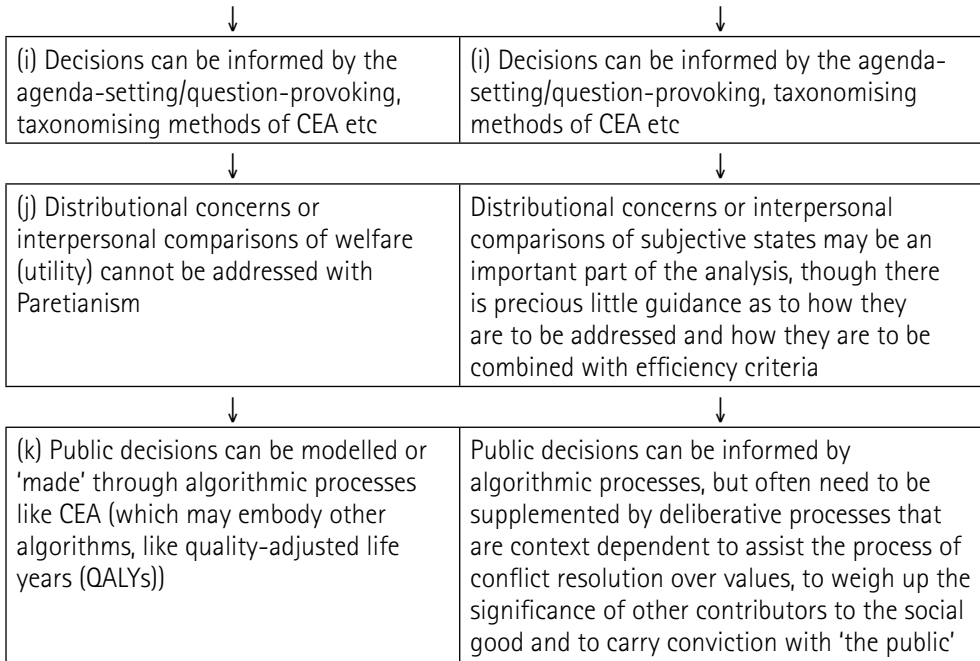 ↓ ↓
(i) Decisions can be informed by the
agenda-setting/question-provoking,
taxonomising methods of CEA etc
(i) Decisions can be informed by the agenda-
setting/question-provoking, taxonomising
methods of CEA etc
↓ ↓
(j) Distributional concerns or
interpersonal comparisons of welfare
(utility) cannot be addressed with
Paretianism
Distributional concerns or interpersonal
comparisons of subjective states may be an
important part of the analysis, though there
is precious little guidance as to how they
are to be addressed and how they are to be
combined with efficiency criteria
↓ ↓
(k) Public decisions can be modelled or
‘made’ through algorithmic processes
like CEA (which may embody other
algorithms, like quality-adjusted life
years (QALYs))
Public decisions can be informed by
algorithmic processes, but often need to be
supplemented by deliberative processes that
are context dependent to assist the process of
conflict resolution over values, to weigh up the
significance of other contributors to the social
good and to carry conviction with ‘the public’